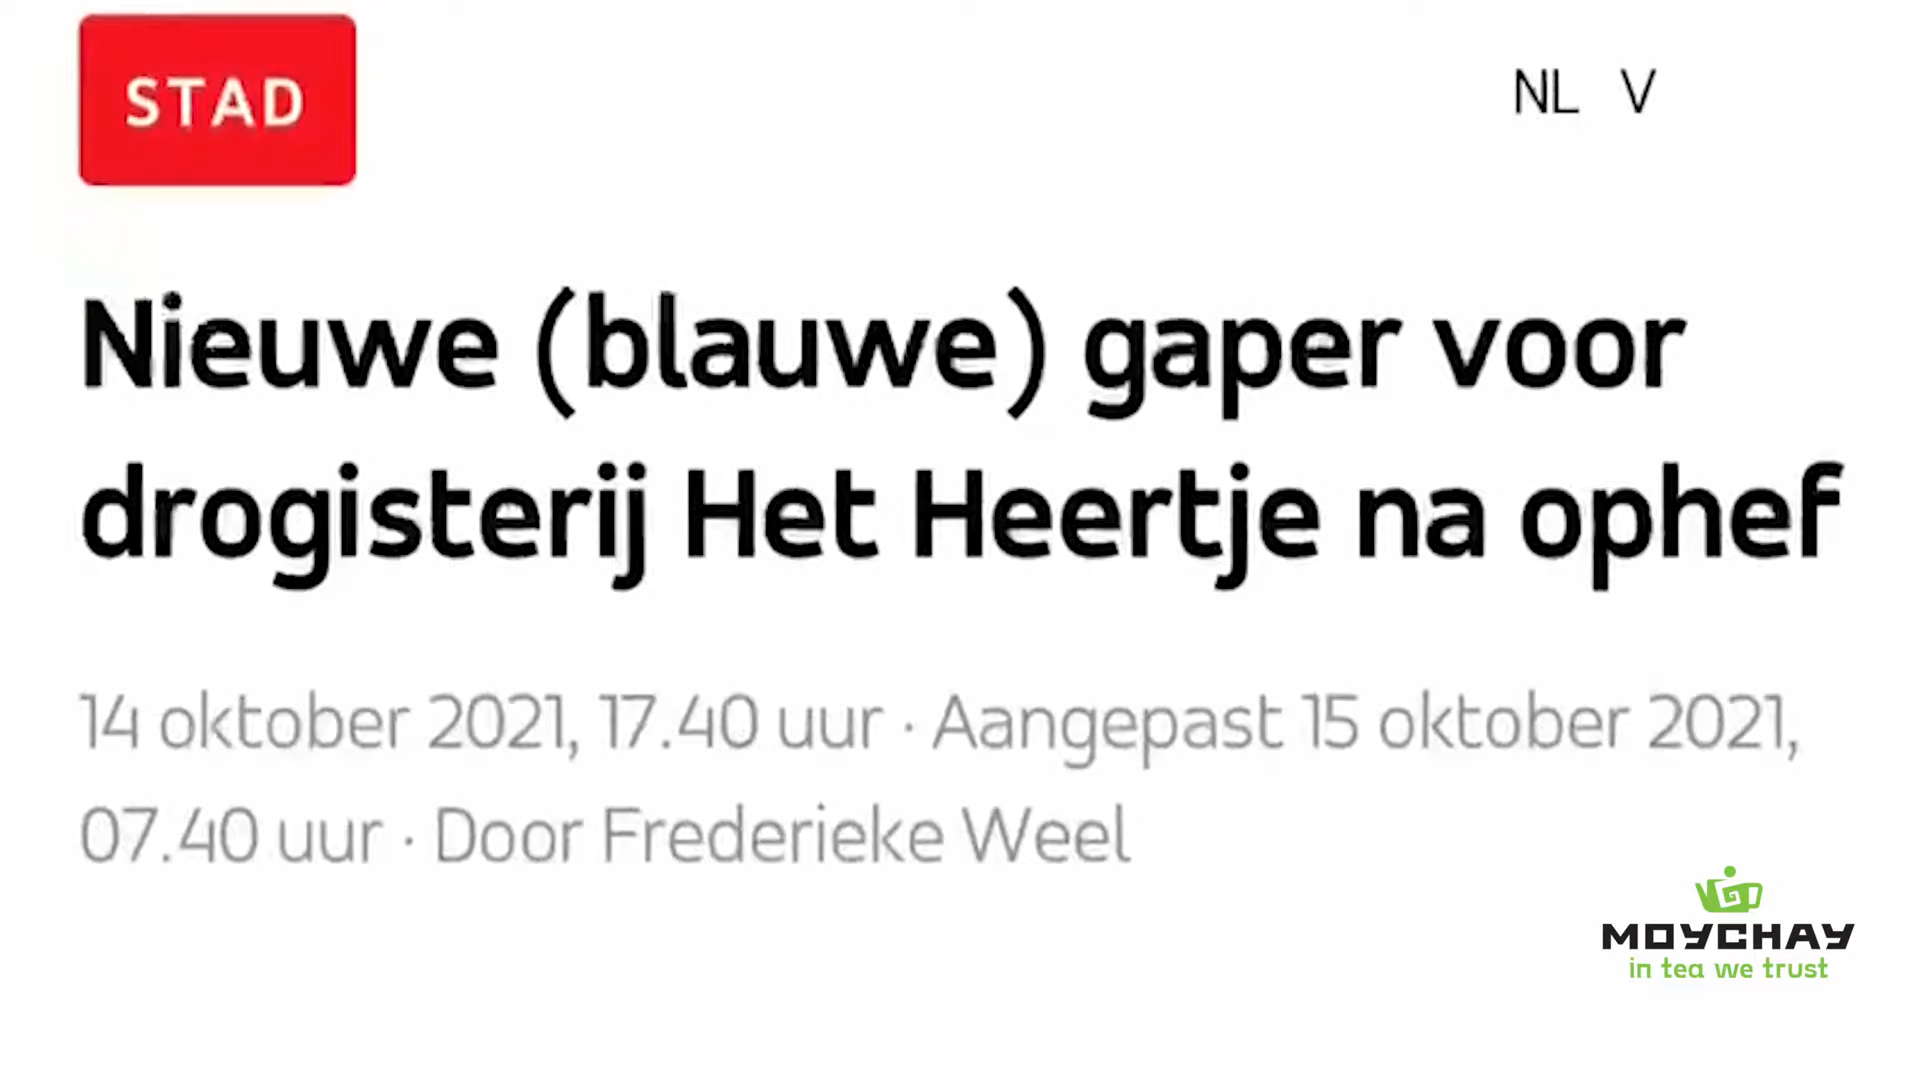 STAD
NL V
Nieuwe (blauwe) gaper voor
drogisterij Het Heertje na ophef
14 oktober 2021, 17.40 uur · Aangepast 15 oktober 2021,
07.40 uur · Door Frederieke Weel
MOYCHAY
in tea we trust